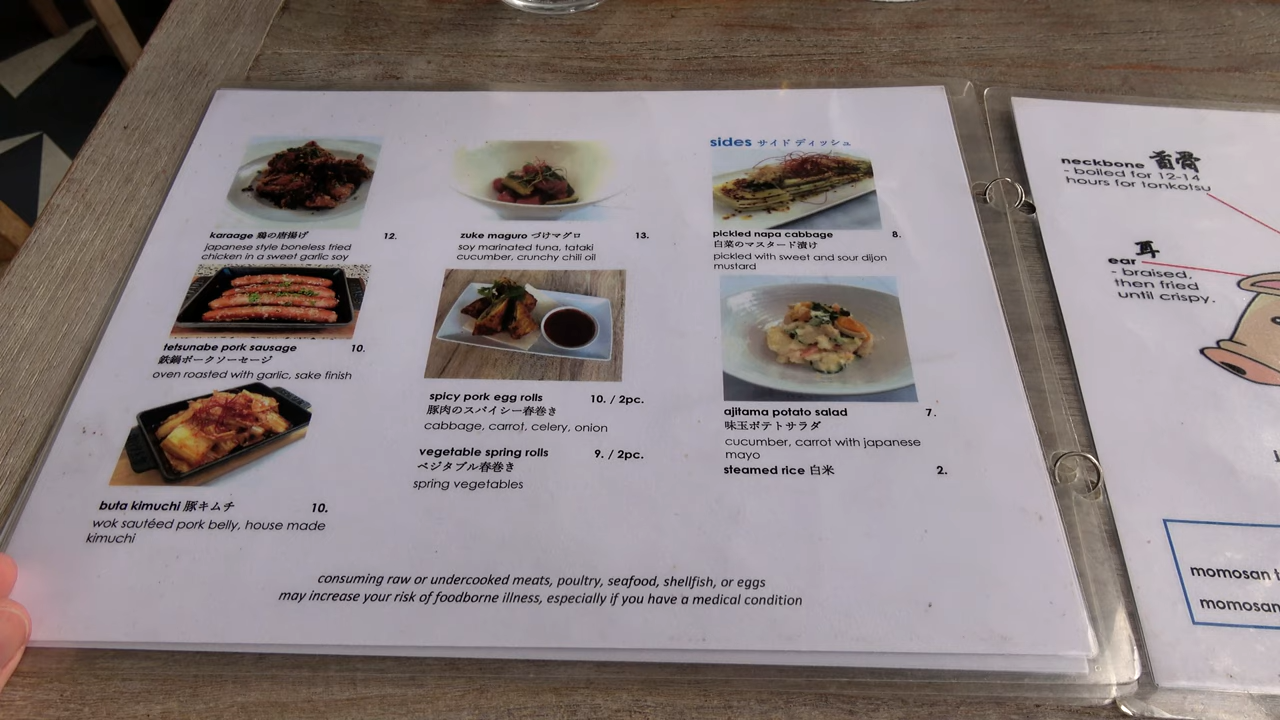 karaage 鶏の唐揚げ 12.
japanese style boneless fried
chicken in a sweet garlic soy
tetsunabe pork sausage 10.
鉄鍋ポークソーセージ
oven roasted with garlic, sake finish
buta kimuchi 豚キムチ 10.
wok sautéed pork belly, house made
kimuchi
zuke maguro づけマグロ 13.
soy marinated tuna, tataki
cucumber, crunchy chili oil
spicy pork egg rolls 10. / 2pc.
豚肉のスパイシー春巻き
cabbage, carrot, celery, onion
vegetable spring rolls 9. / 2pc.
ベジタブル春巻き
spring vegetables
sides サイド ディッシュ
pickled napa cabbage 8.
白菜のマスタード漬け
pickled with sweet and sour dijon
mustard
ajitama potato salad 7.
味玉ポテトサラダ
cucumber, carrot with japanese
mayo
steamed rice 白米 2.
consuming raw or undercooked meats, poultry, seafood, shellfish, or eggs
may increase your risk of foodborne illness, especially if you have a medical condition
neckbone 首骨
- boiled for 12-14
hours for tonkotsu
耳
ear
- braised,
then fried
until crispy.
momosan
momosan